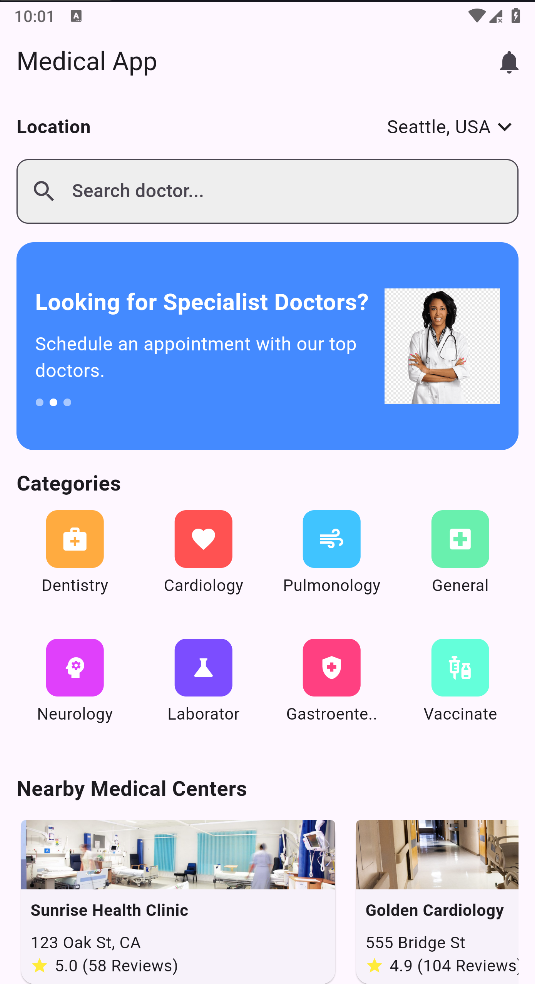 10:01
Medical App
Location
Seattle, USA
Search doctor...
Looking for Specialist Doctors?
Schedule an appointment with our top
doctors.
Categories
Dentistry Cardiology Pulmonology General
Neurology Laborator Gastroente.. Vaccinate
Nearby Medical Centers
Sunrise Health Clinic
123 Oak St, CA
5.0 (58 Reviews)
Golden Cardiology
555 Bridge St
4.9 (104 Reviews)